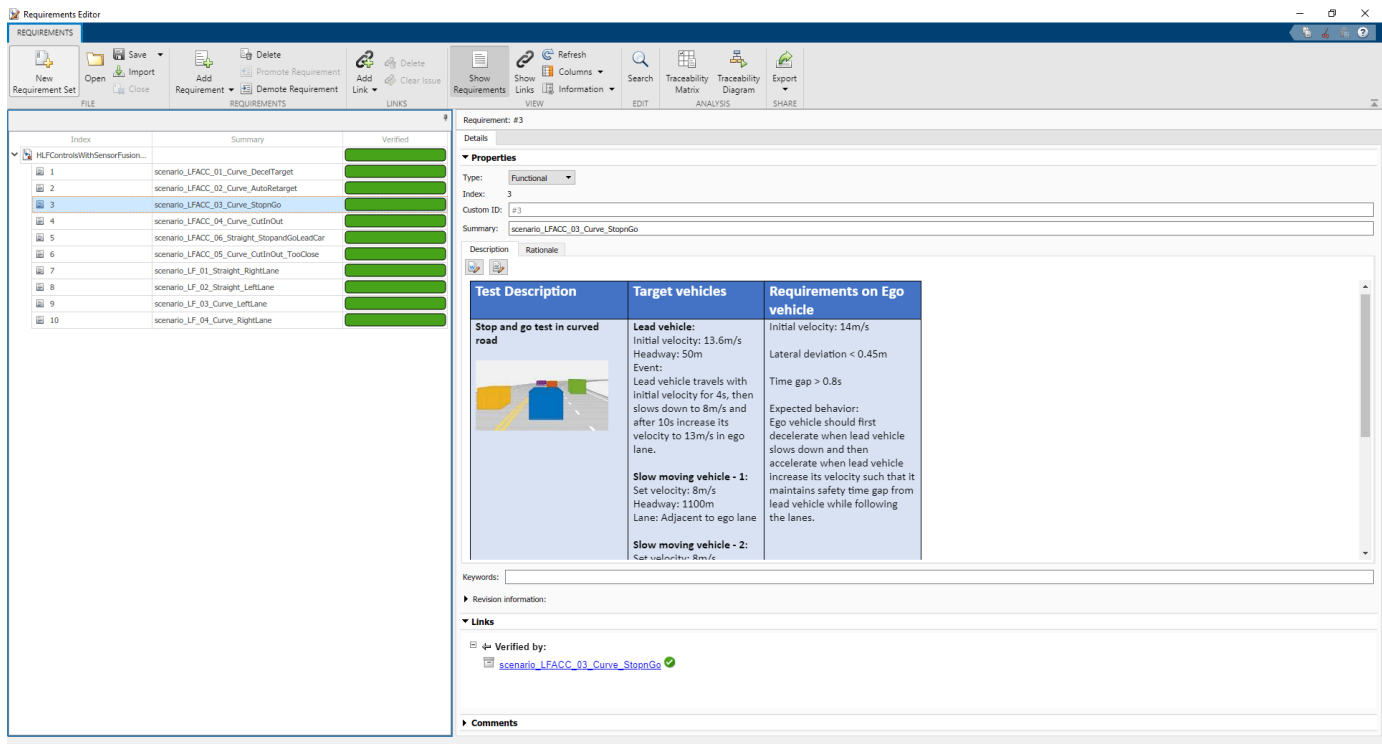 Requirements Editor
REQUIREMENTS
New Requirement Set
Open
Save
Import
Close
FILE
Add Requirement
Delete
Promote Requirement
Demote Requirement
REQUIREMENTS
Add Link
Delete
Clear Issue
LINKS
Show Requirements
Show Links
Refresh
Columns
Information
VIEW
Search
EDIT
Traceability Matrix
Traceability Diagram
ANALYSIS
Export
SHARE
Index Summary Verified
HLFControlsWithSensorFusion...
1 scenario_LFACC_01_Curve_DecelTarget
2 scenario_LFACC_02_Curve_AutoRetarget
3 scenario_LFACC_03_Curve_StopnGo
4 scenario_LFACC_04_Curve_CutInOut
5 scenario_LFACC_06_Straight_StopandGoLeadCar
6 scenario_LFACC_05_Curve_CutInOut_TooClose
7 scenario_LF_01_Straight_RightLane
8 scenario_LF_02_Straight_LeftLane
9 scenario_LF_03_Curve_LeftLane
10 scenario_LF_04_Curve_RightLane
Requirement: #3
Details
Properties
Type: Functional
Index: 3
Custom ID: #3
Summary: scenario_LFACC_03_Curve_StopnGo
Description Rationale
Test Description
Stop and go test in curved
road
Target vehicles
Lead vehicle:
Initial velocity: 13.6m/s
Headway: 50m
Event:
Lead vehicle travels with
initial velocity for 4s, then
slows down to 8m/s and
after 10s increase its
velocity to 13m/s in ego
lane.
Slow moving vehicle - 1:
Set velocity: 8m/s
Headway: 1100m
Lane: Adjacent to ego lane
Slow moving vehicle - 2:
Set velocity: 8m/s
Requirements on Ego
vehicle
Initial velocity: 14m/s
Lateral deviation < 0.45m
Time gap > 0.8s
Expected behavior:
Ego vehicle should first
decelerate when lead vehicle
slows down and then
accelerate when lead vehicle
increase its velocity such that it
maintains safety time gap from
lead vehicle while following
the lanes.
Keywords:
Revision information:
Links
Verified by:
scenario_LFACC_03_Curve_StopnGo
Comments